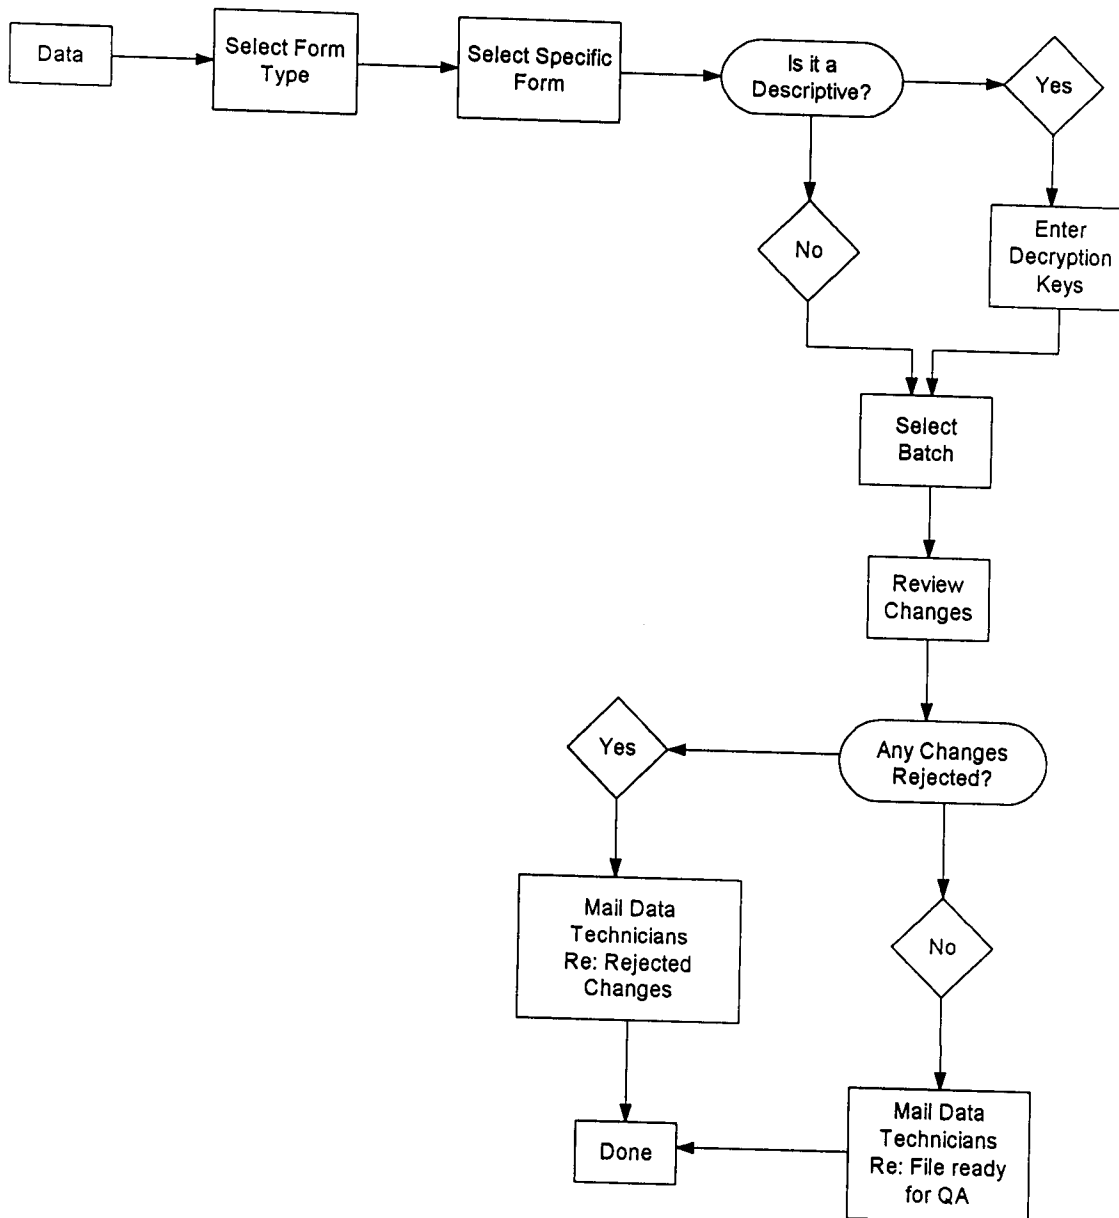 Data
Select Form
Type
Select Specific
Form
Is it a
Descriptive?
Yes
No
Enter
Decryption
Keys
Select
Batch
Review
Changes
Any Changes
Rejected?
Yes
No
Mail Data
Technicians
Re: Rejected
Changes
Mail Data
Technicians
Re: File ready
for QA
Done